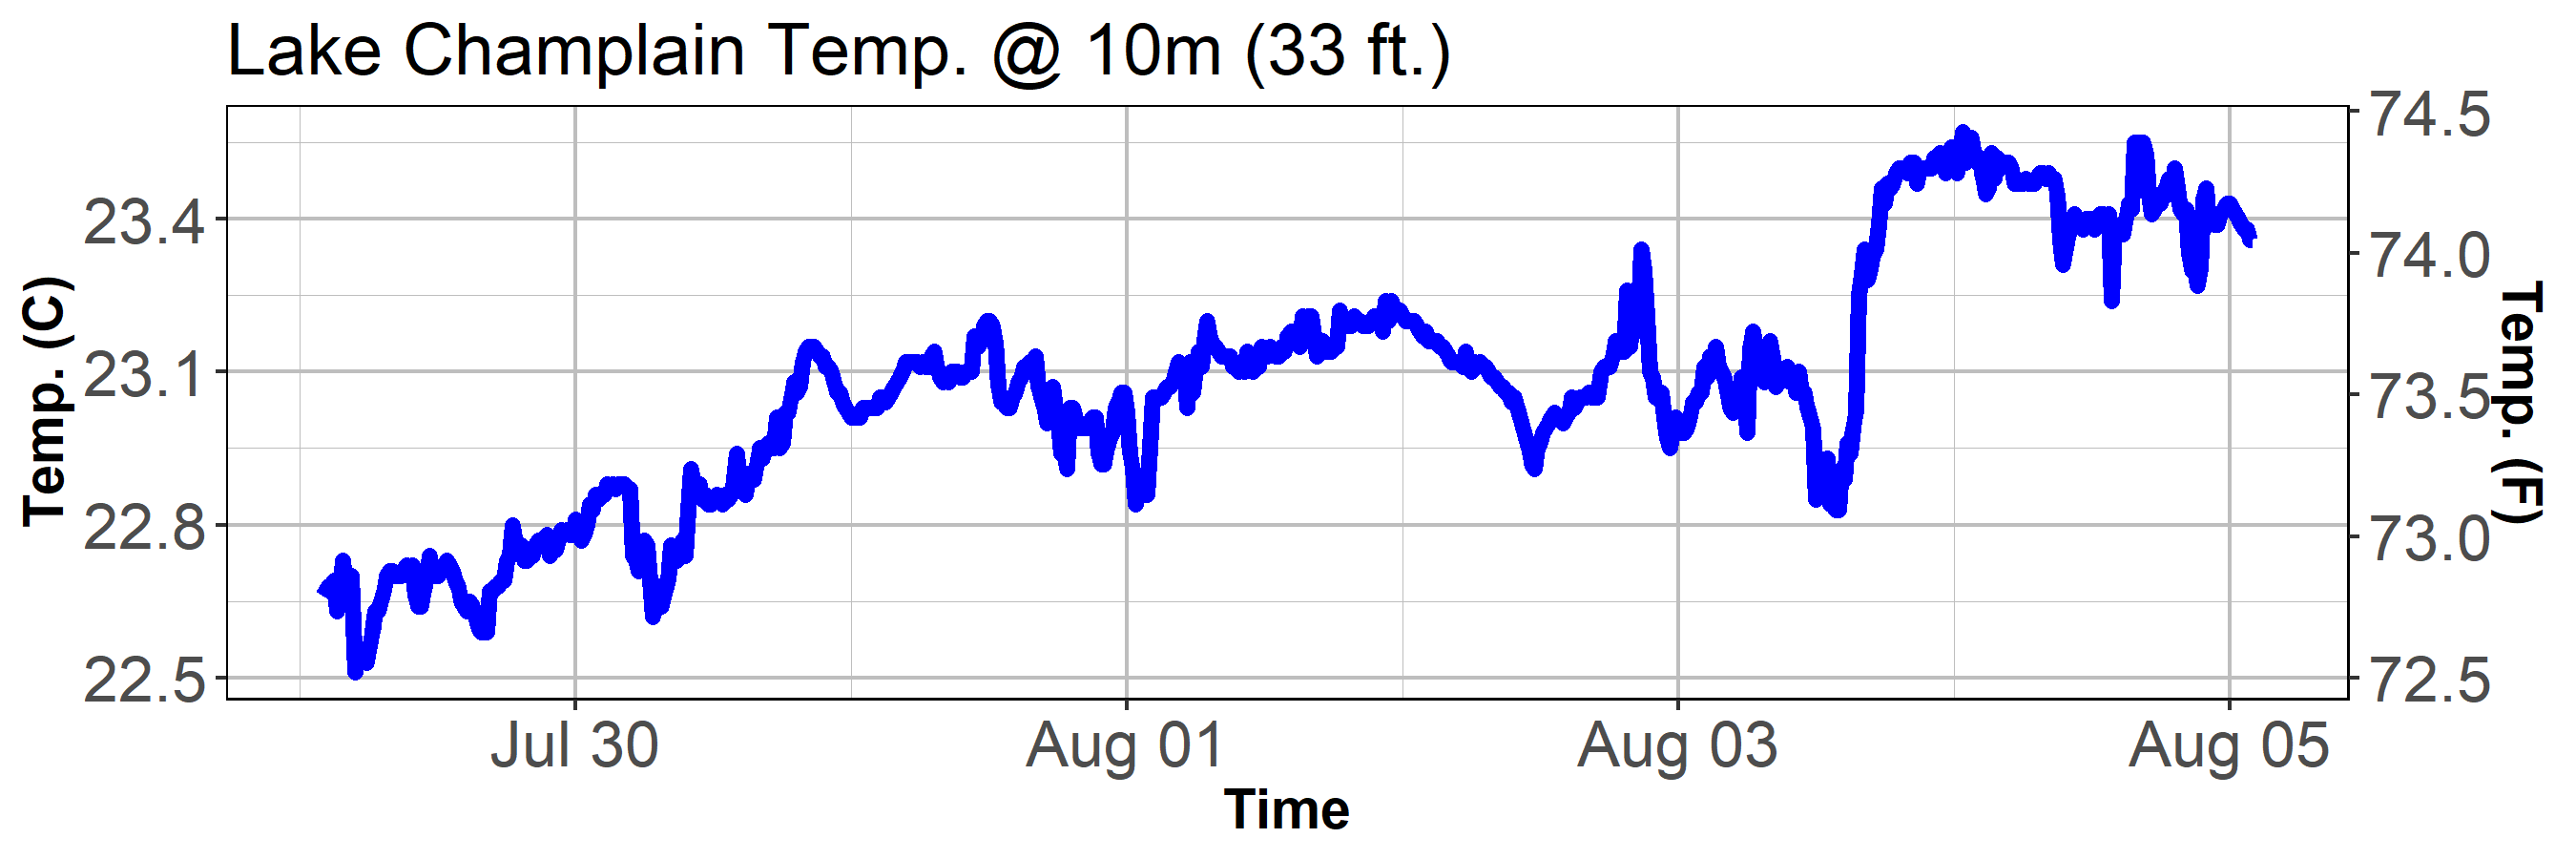 Lake Champlain Temp. @ 10m (33 ft.)
Temp. (C)
23.4
23.1
22.8
22.5
74.5
74.0
73.5
73.0
72.5
Temp. (F)
Jul 30
Aug 01
Aug 03
Aug 05
Time